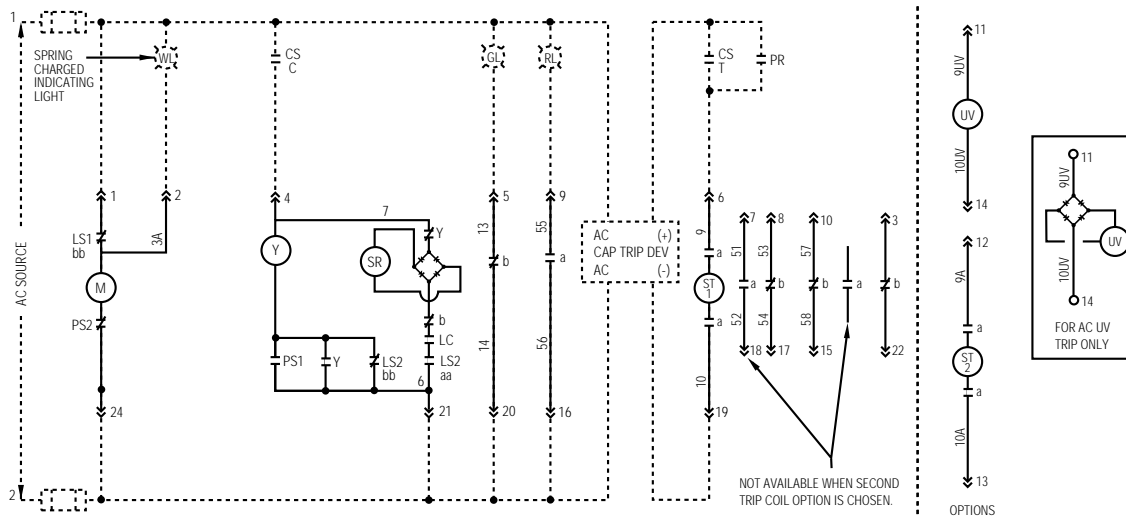 1
SPRING
CHARGED
INDICATING
LIGHT
WL
CS
C
GL
RL
CS
T
PR
11
9UV
UV
10UV
14
11
9UV
UV
10UV
14
FOR AC UV
TRIP ONLY
AC SOURCE
1
2
4
5
9
6
7
8
10
3
LS1
bb
3A
M
PS2
24
7
Y
SR
Y
b
LC
LS2
aa
PS1
Y
LS2
bb
6
21
13
b
14
20
55
a
56
16
AC (+)
CAP TRIP DEV
AC (-)
9
a
ST
1
a
10
19
51
a
52
18
53
b
54
17
57
b
58
15
a
b
22
12
9A
a
ST
2
a
10A
13
2
NOT AVAILABLE WHEN SECOND
TRIP COIL OPTION IS CHOSEN.
OPTIONS